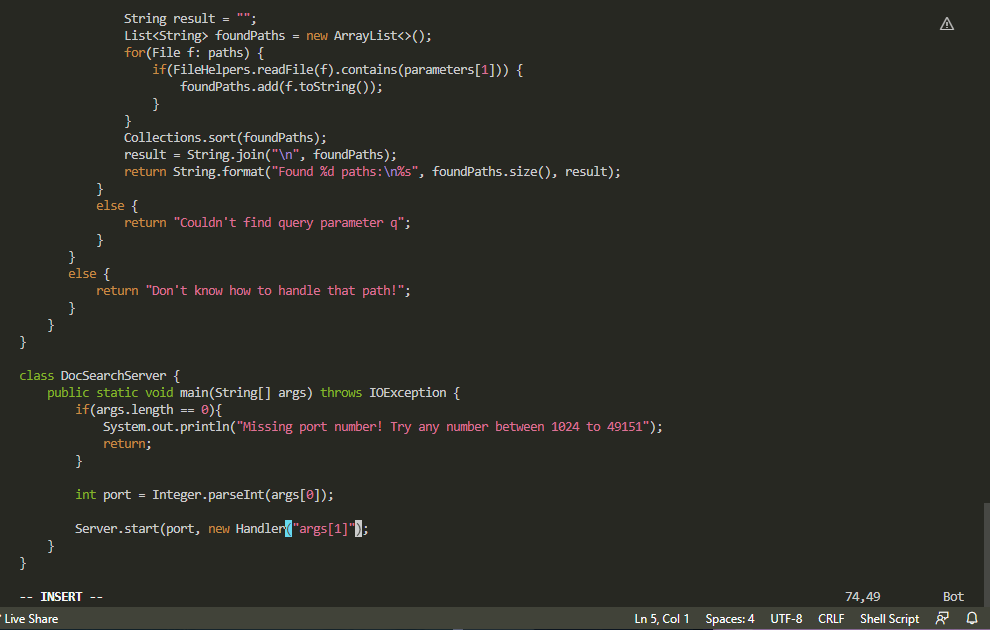 String result = "";
            List<String> foundPaths = new ArrayList<>();
            for(File f: paths) {
                if(FileHelpers.readFile(f).contains(parameters[1])) {
                    foundPaths.add(f.toString());
                }
            }
            Collections.sort(foundPaths);
            result = String.join("\n", foundPaths);
            return String.format("Found %d paths:\n%s", foundPaths.size(), result);
        }
        else {
            return "Couldn't find query parameter q";
        }
    }
    else {
        return "Don't know how to handle that path!";
    }
  }
}

class DocSearchServer {
    public static void main(String[] args) throws IOException {
        if(args.length == 0){
            System.out.println("Missing port number! Try any number between 1024 to 49151");
            return;
        }

        int port = Integer.parseInt(args[0]);

        Server.start(port, new Handler("args[1]"));
    }
}
-- INSERT -- 74,49 Bot
Live Share Ln 5, Col 1 Spaces: 4 UTF-8 CRLF Shell Script